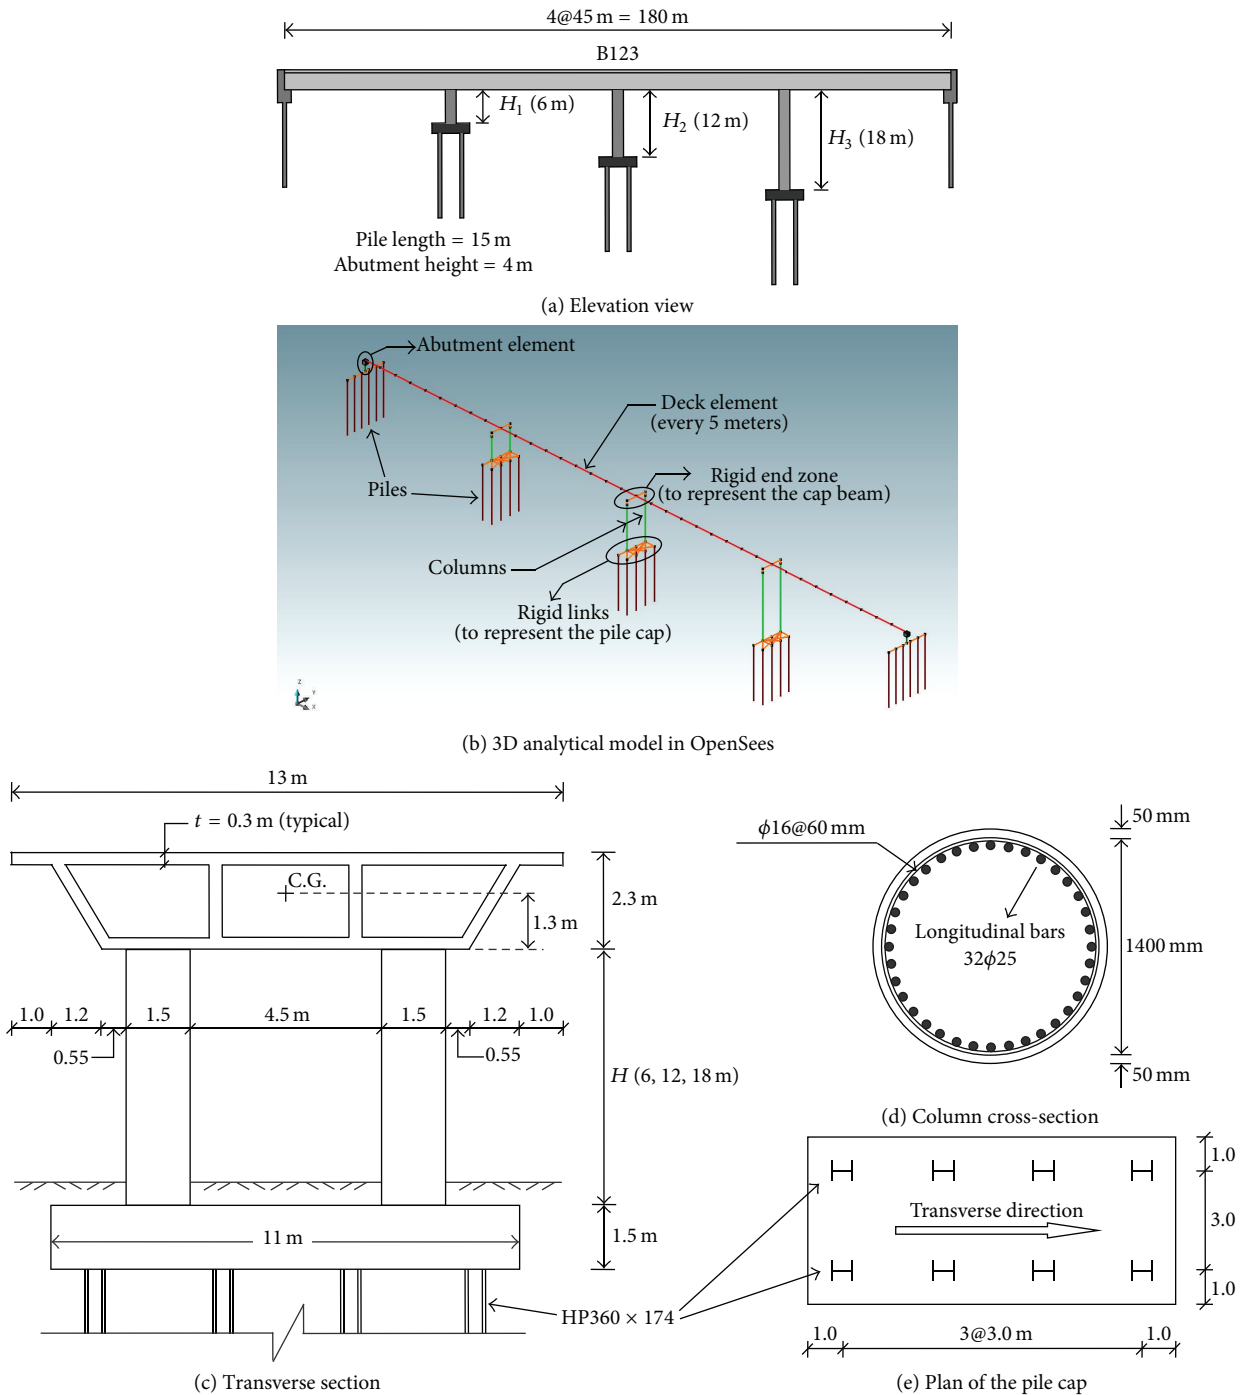 4@45 m = 180 m
B123
H1 (6 m)
H2 (12 m)
H3 (18 m)
Pile length = 15 m
Abutment height = 4 m
(a) Elevation view
Abutment element
Deck element
(every 5 meters)
Piles
Rigid end zone
(to represent the cap beam)
Columns
Rigid links
(to represent the pile cap)
Z
Y
X
(b) 3D analytical model in OpenSees
13 m
t = 0.3 m (typical)
C.G.
1.3 m
2.3 m
1.0 1.2 1.5 4.5 m 1.5 1.2 1.0
0.55 0.55
H (6, 12, 18 m)
11 m
1.5 m
HP360 × 174
(c) Transverse section
50 mm
ϕ16@60 mm
Longitudinal bars
32ϕ25
1400 mm
50 mm
(d) Column cross-section
1.0
Transverse direction
3.0
1.0
1.0 3@3.0 m 1.0
(e) Plan of the pile cap